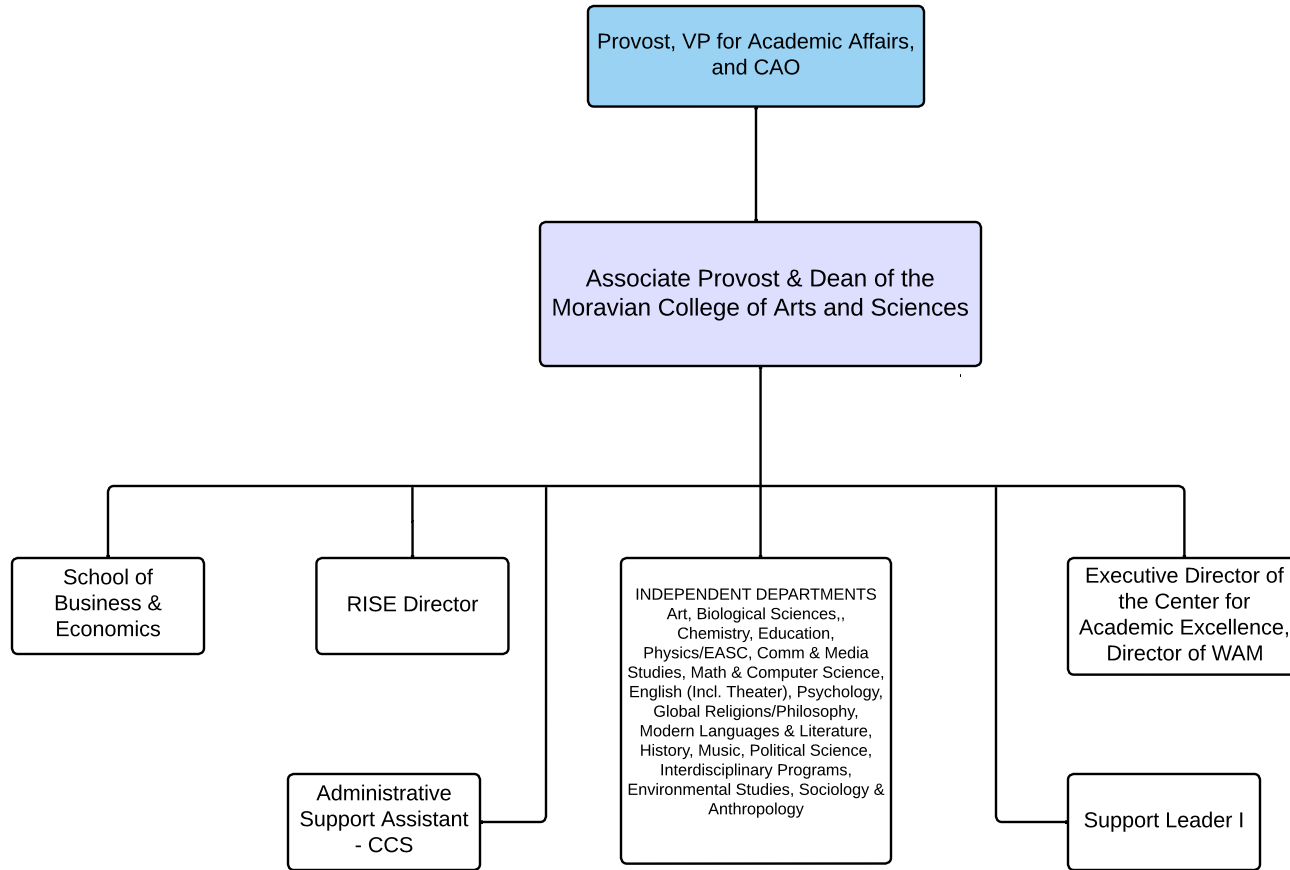 Provost, VP for Academic Affairs,
and CAO
Associate Provost & Dean of the
Moravian College of Arts and Sciences
School of
Business &
Economics
RISE Director
INDEPENDENT DEPARTMENTS
Art, Biological Sciences,,
Chemistry, Education,
Physics/EASC, Comm & Media
Studies, Math & Computer Science,
English (Incl. Theater), Psychology,
Global Religions/Philosophy,
Modern Languages & Literature,
History, Music, Political Science,
Interdisciplinary Programs,
Environmental Studies, Sociology &
Anthropology
Executive Director of
the Center for
Academic Excellence,
Director of WAM
Administrative
Support Assistant
- CCS
Support Leader I